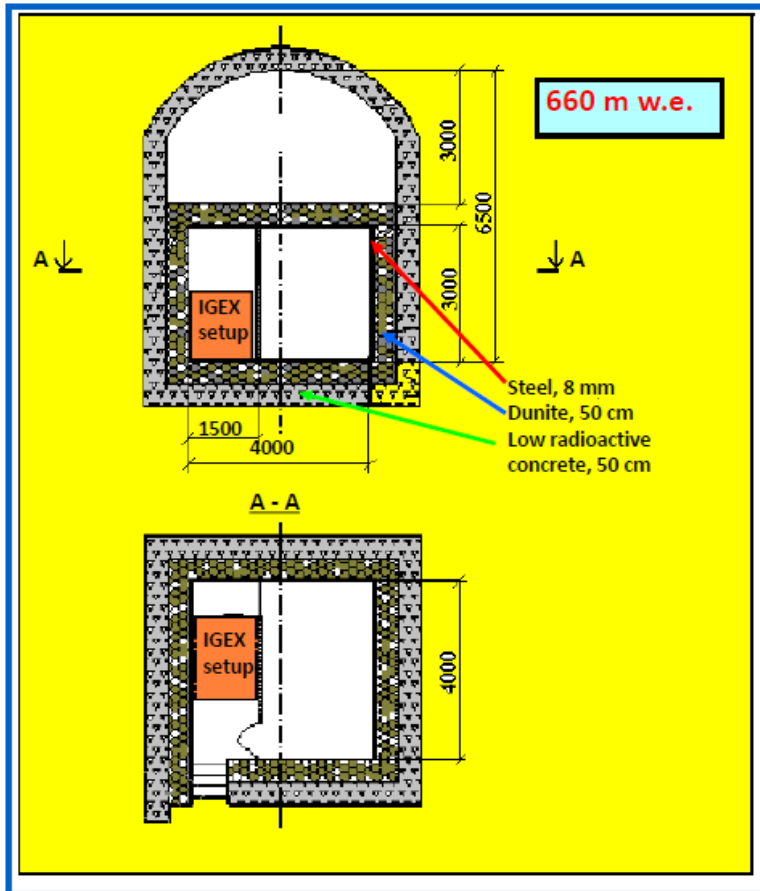 660 m w.e.
3000
6500
A
A
3000
IGEX
setup
Steel, 8 mm
Dunite, 50 cm
Low radioactive
concrete, 50 cm
1500
4000
A - A
IGEX
setup
4000